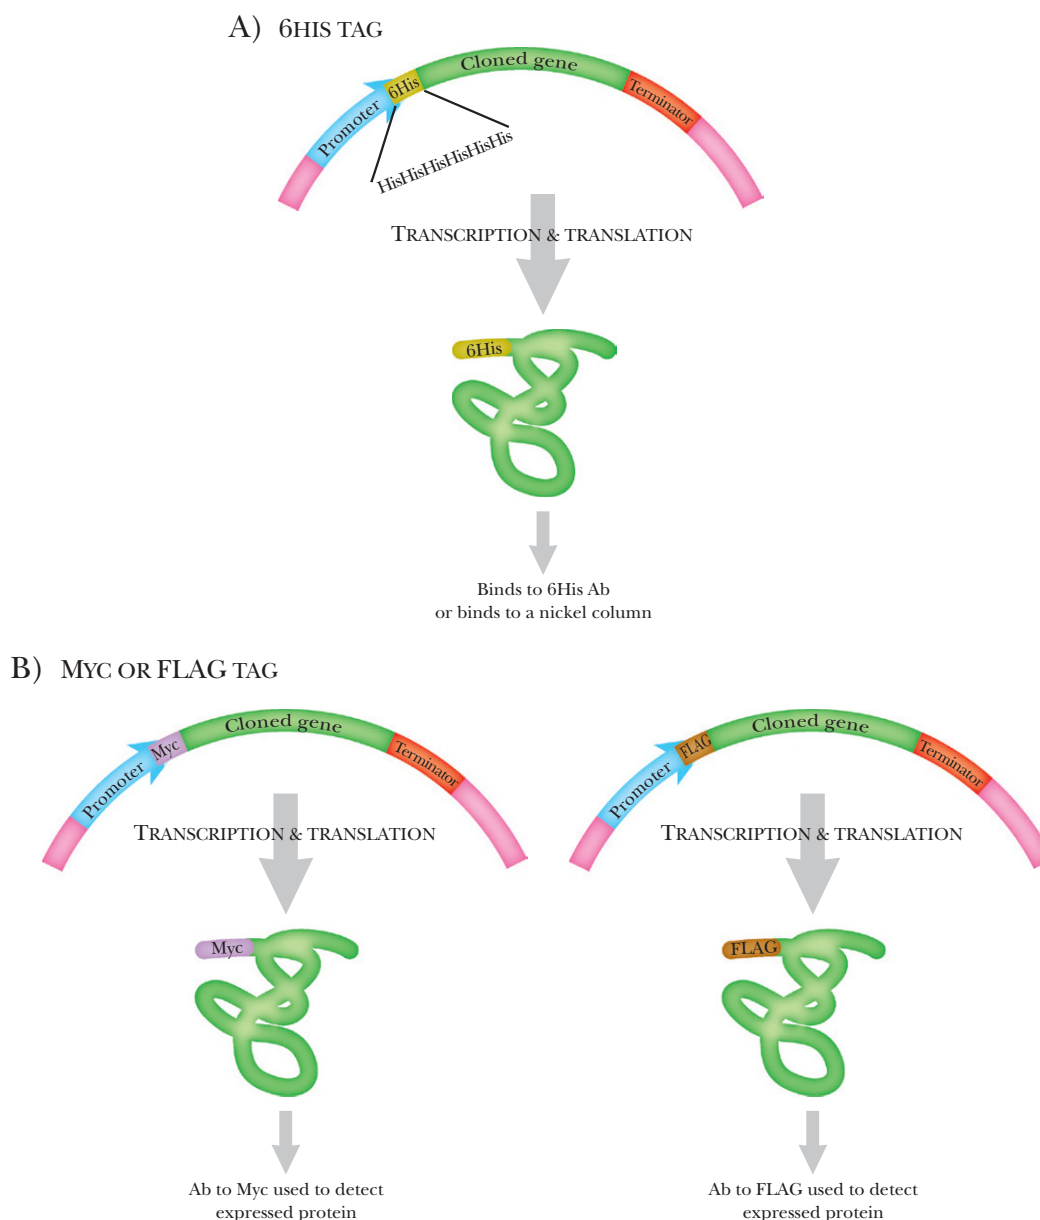 A) 6HIS TAG
Promoter
6His
Cloned gene
Terminator
HisHisHisHisHisHis
TRANSCRIPTION & TRANSLATION
6His
Binds to 6His Ab
or binds to a nickel column
B) MYC OR FLAG TAG
Promoter
Myc
Cloned gene
Terminator
TRANSCRIPTION & TRANSLATION
Myc
Ab to Myc used to detect
expressed protein
Promoter
FLAG
Cloned gene
Terminator
TRANSCRIPTION & TRANSLATION
FLAG
Ab to FLAG used to detect
expressed protein